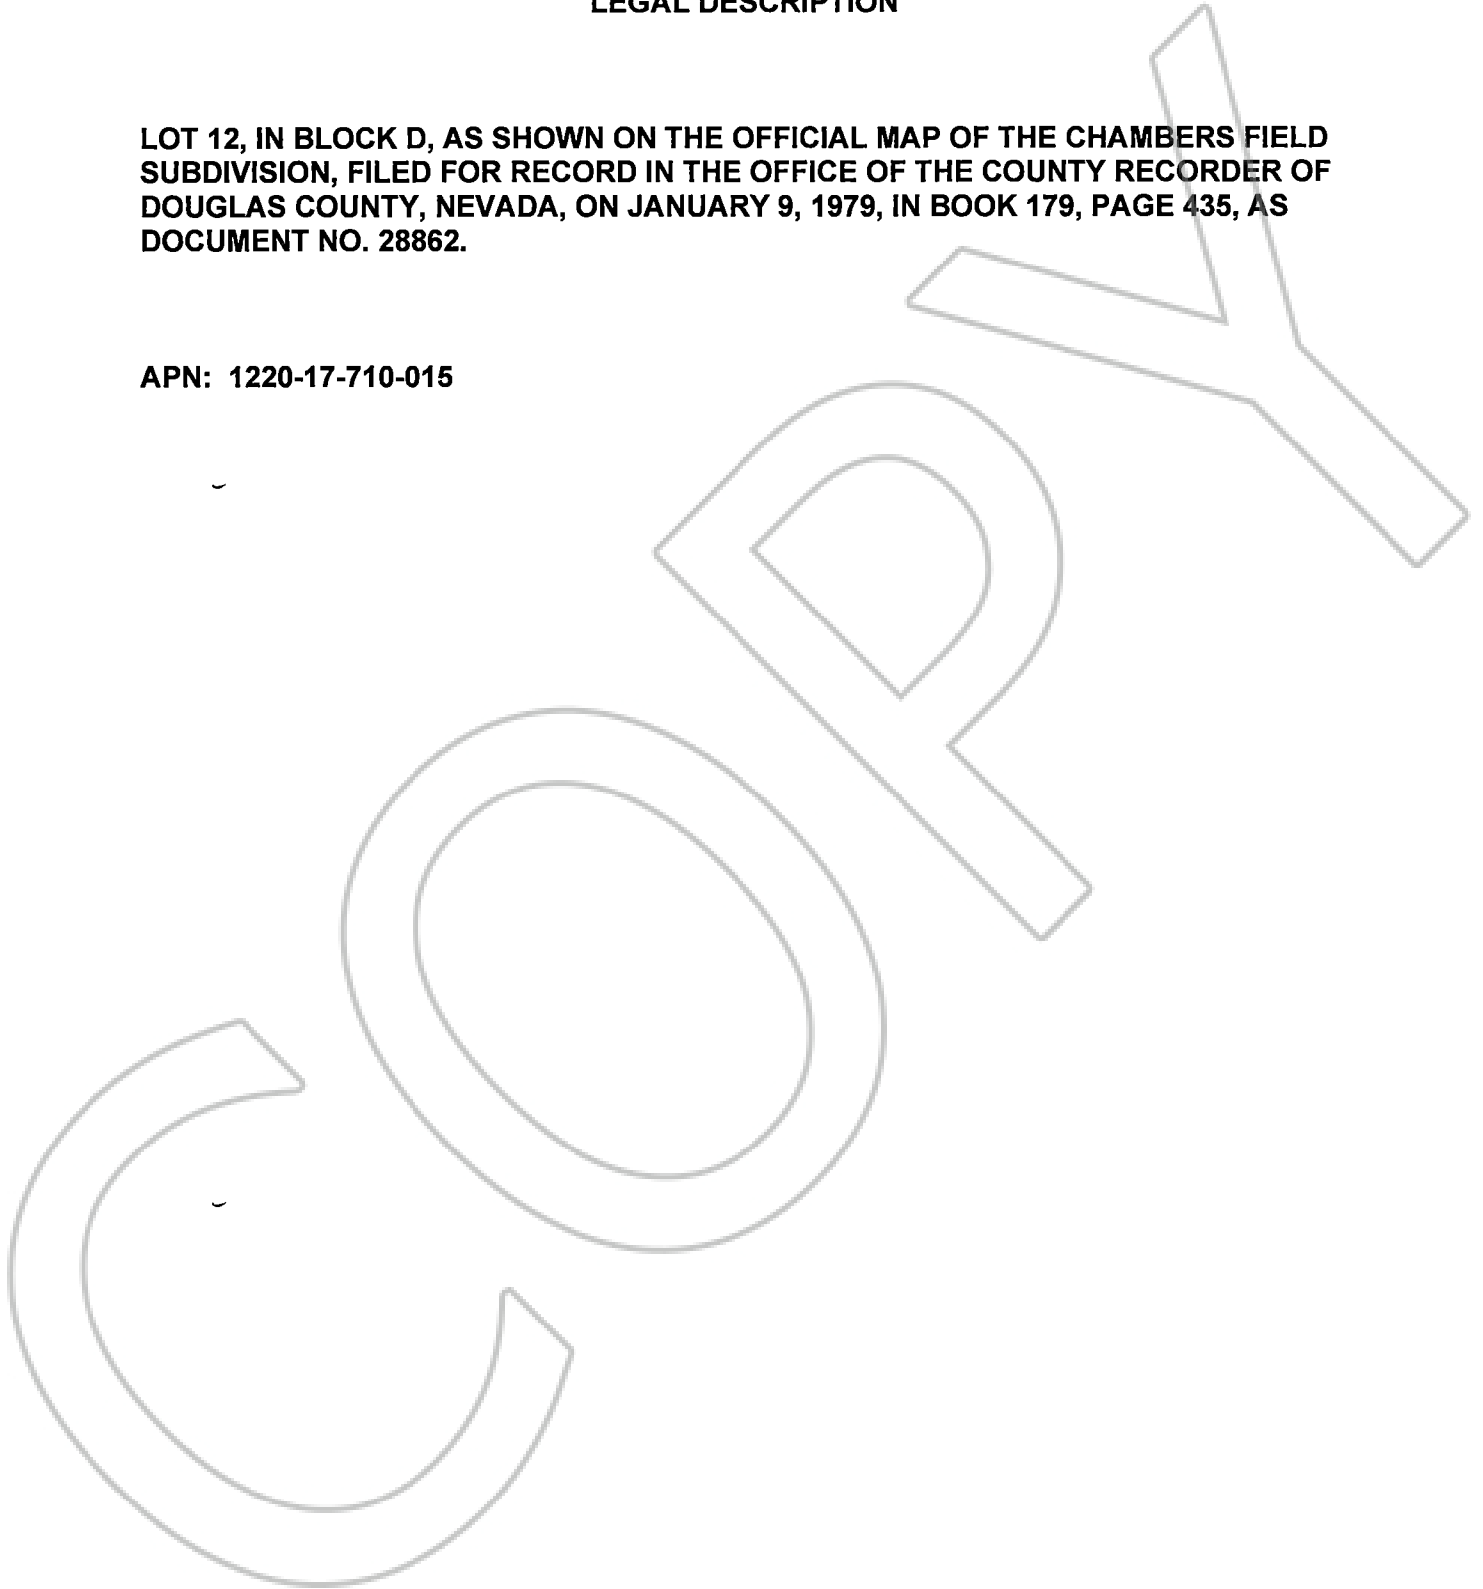 LEGAL DESCRIPTION
LOT 12, IN BLOCK D, AS SHOWN ON THE OFFICIAL MAP OF THE CHAMBERS FIELD
SUBDIVISION, FILED FOR RECORD IN THE OFFICE OF THE COUNTY RECORDER OF
DOUGLAS COUNTY, NEVADA, ON JANUARY 9, 1979, IN BOOK 179, PAGE 435, AS
DOCUMENT NO. 28862.
APN: 1220-17-710-015
COPY